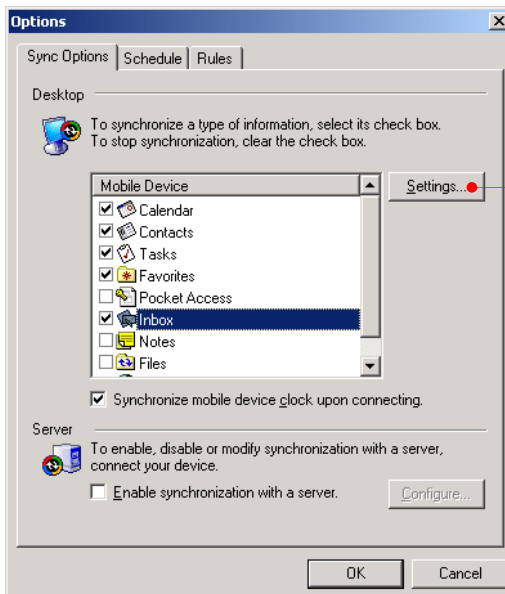 Options
Sync Options Schedule Rules
Desktop
To synchronize a type of information, select its check box.
To stop synchronization, clear the check box.
Mobile Device
Settings...
Calendar
Contacts
Tasks
Favorites
Pocket Access
Inbox
Notes
Files
Synchronize mobile device clock upon connecting.
Server
To enable, disable or modify synchronization with a server,
connect your device.
Enable synchronization with a server.
Configure...
OK Cancel